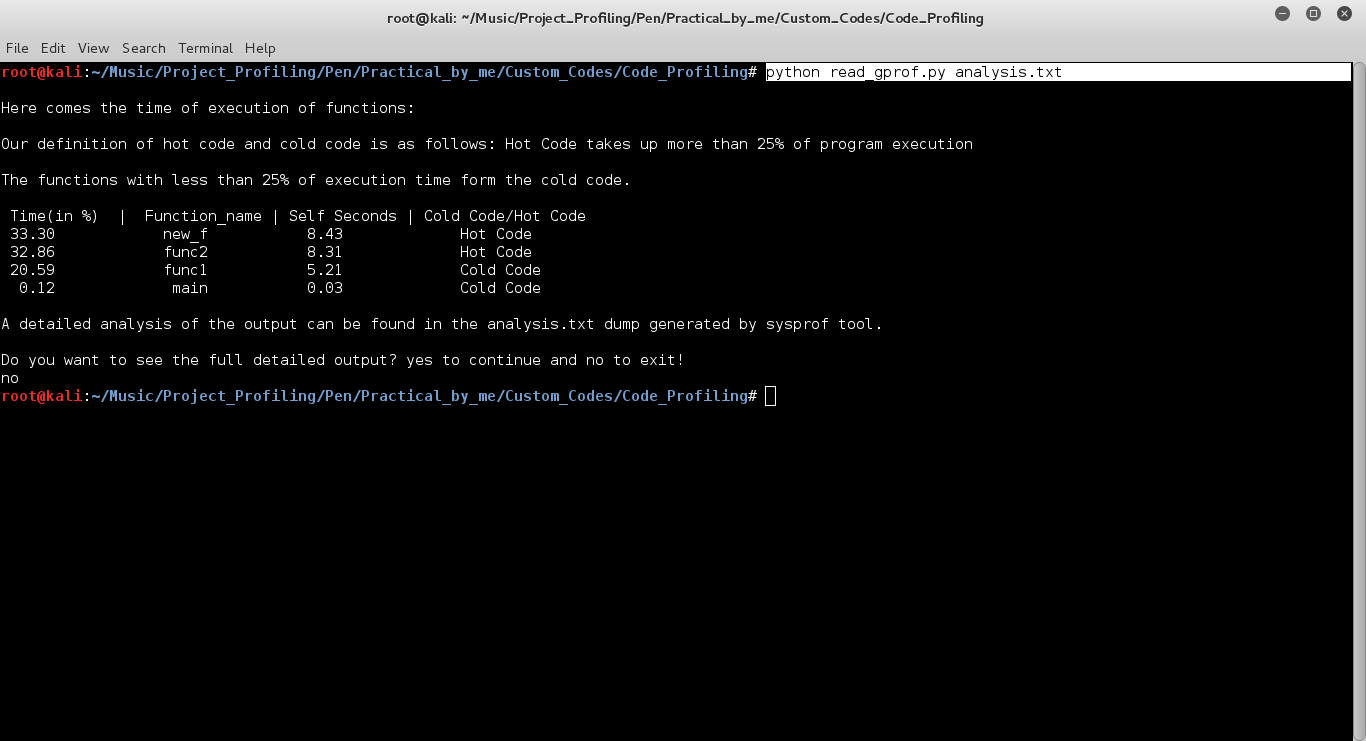 root@kali: ~/Music/Project_Profiling/Pen/Practical_by_me/Custom_Codes/Code_Profiling
File Edit View Search Terminal Help
root@kali:~/Music/Project_Profiling/Pen/Practical_by_me/Custom_Codes/Code_Profiling# python read_gprof.py analysis.txt
Here comes the time of execution of functions:
Our definition of hot code and cold code is as follows: Hot Code takes up more than 25% of program execution
The functions with less than 25% of execution time form the cold code.
Time(in %) | Function_name | Self Seconds | Cold Code/Hot Code
33.30 new_f 8.43 Hot Code
32.86 func2 8.31 Hot Code
20.59 func1 5.21 Cold Code
0.12 main 0.03 Cold Code
A detailed analysis of the output can be found in the analysis.txt dump generated by sysprof tool.
Do you want to see the full detailed output? yes to continue and no to exit!
no
root@kali:~/Music/Project_Profiling/Pen/Practical_by_me/Custom_Codes/Code_Profiling#